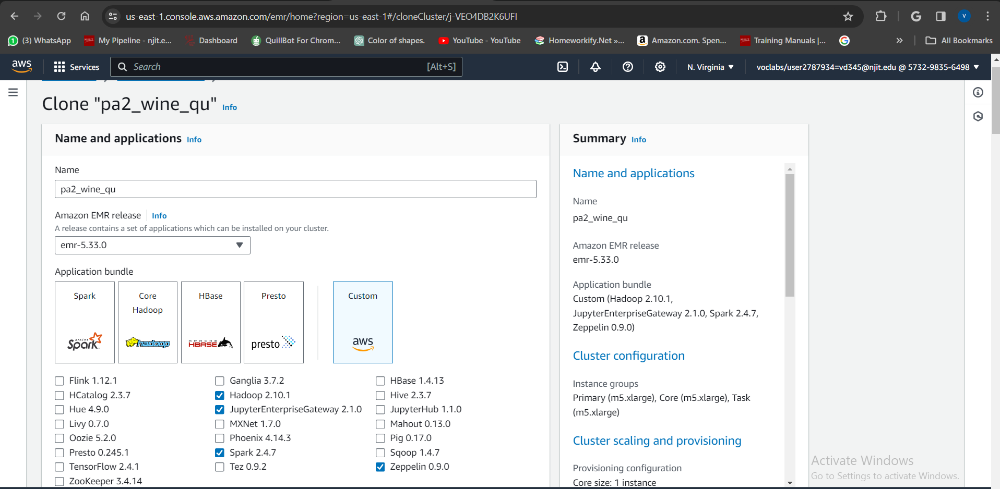 us-east-1.console.aws.amazon.com/emr/home?region=us-east-1#/cloneCluster/j-VEO4DB2K6UFI
V
(3) WhatsApp
My Pipeline - njit.e...
Dashboard
QuillBot For Chrom...
Color of shapes.
YouTube - YouTube
Homeworkify.Net »...
Amazon.com. Spen...
Training Manuals |...
»
All Bookmarks
aws
Services
Search
[Alt+S]
N. Virginia
voclabs/user2787934=vd345@njit.edu @ 5732-9835-6498
Clone "pa2_wine_qu" Info
Name and applications Info
Name
pa2_wine_qu
Amazon EMR release Info
A release contains a set of applications which can be installed on your cluster.
emr-5.33.0
Application bundle
Spark
APACHE
Spark
Core
Hadoop
hadoop
HBase
APACHE
HBASE
Presto
presto
Custom
aws
Flink 1.12.1
Ganglia 3.7.2
HBase 1.4.13
HCatalog 2.3.7
Hadoop 2.10.1
Hive 2.3.7
Hue 4.9.0
JupyterEnterpriseGateway 2.1.0
JupyterHub 1.1.0
Livy 0.7.0
MXNet 1.7.0
Mahout 0.13.0
Oozie 5.2.0
Phoenix 4.14.3
Pig 0.17.0
Presto 0.245.1
Spark 2.4.7
Sqoop 1.4.7
TensorFlow 2.4.1
Tez 0.9.2
Zeppelin 0.9.0
ZooKeeper 3.4.14
Summary Info
Name and applications
Name
pa2_wine_qu
Amazon EMR release
emr-5.33.0
Application bundle
Custom (Hadoop 2.10.1,
JupyterEnterpriseGateway 2.1.0, Spark 2.4.7,
Zeppelin 0.9.0)
Cluster configuration
Instance groups
Primary (m5.xlarge), Core (m5.xlarge), Task
(m5.xlarge)
Cluster scaling and provisioning
Provisioning configuration
Core size: 1 instance
Activate Windows
Go to Settings to activate Windows.